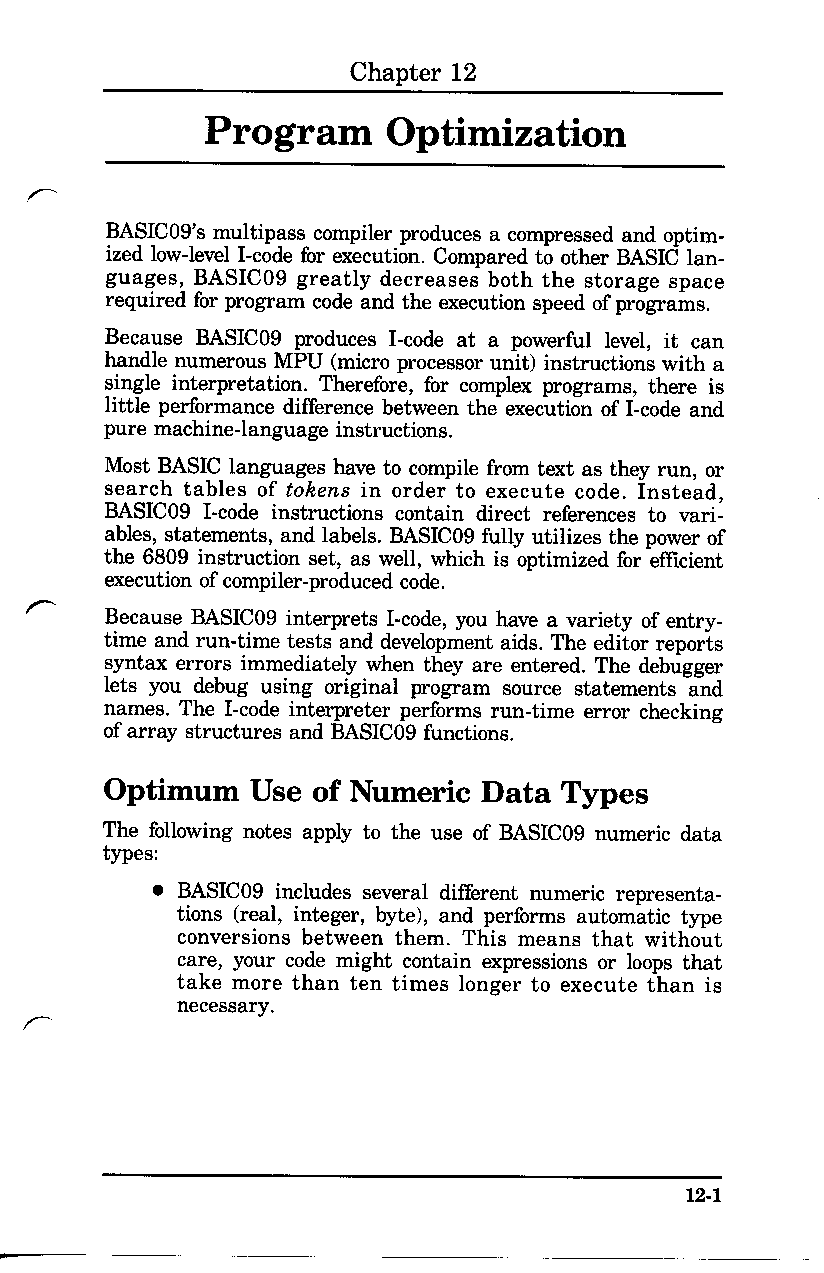 Chapter 12
Program Optimization
BASIC09's multipass compiler produces a compressed and optim-
ized low-level I-code for execution. Compared to other BASIC lan-
guages, BASIC09 greatly decreases both the storage space
required for program code and the execution speed of programs.
Because BASIC09 produces I-code at a powerful level, it can
handle numerous MPU (micro processor unit) instructions with a
single interpretation. Therefore, for complex programs, there is
little performance difference between the execution of I-code and
pure machine-language instructions.
Most BASIC languages have to compile from text as they run, or
search tables of tokens in order to execute code. Instead,
BASIC09 I-code instructions contain direct references to vari-
ables, statements, and labels. BASIC09 fully utilizes the power of
the 6809 instruction set, as well, which is optimized for efficient
execution of compiler-produced code.
Because BASIC09 interprets I-code, you have a variety of entry-
time and run-time tests and development aids. The editor reports
syntax errors immediately when they are entered. The debugger
lets you debug using original program source statements and
names. The I-code interpreter performs run-time error checking
of array structures and BASIC09 functions.
Optimum Use of Numeric Data Types
The following notes apply to the use of BASIC09 numeric data
types:
• BASIC09 includes several different numeric representa-
tions (real, integer, byte), and performs automatic type
conversions between them. This means that without
care, your code might contain expressions or loops that
take more than ten times longer to execute than is
necessary.
12-1